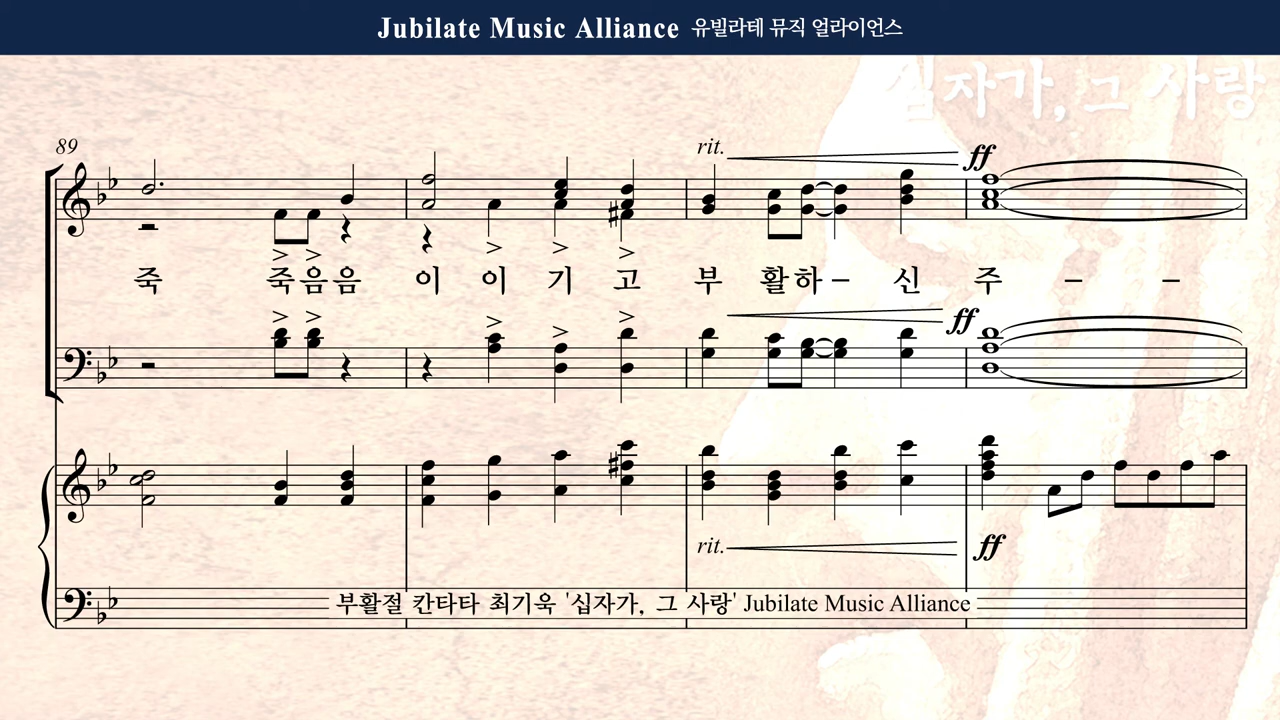 Jubilate Music Alliance 유빌라테 뮤직 얼라이언스
십자가, 그 사랑
89
rit.
ff
죽 죽음음 이 이 기 고 부 활하– 신 주 – –
ff
rit.
ff
부활절 칸타타 최기욱 '십자가, 그 사랑' Jubilate Music Alliance